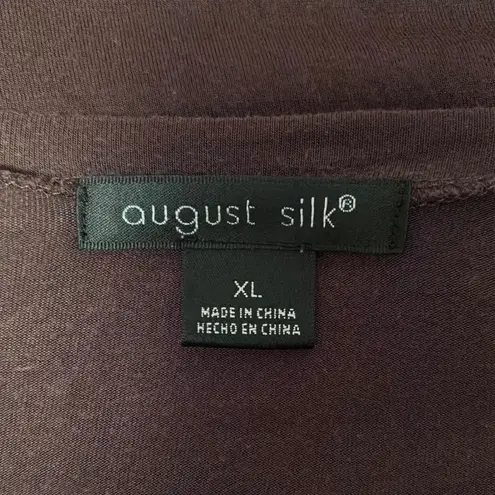 august silk®
XL
MADE IN CHINA
HECHO EN CHINA